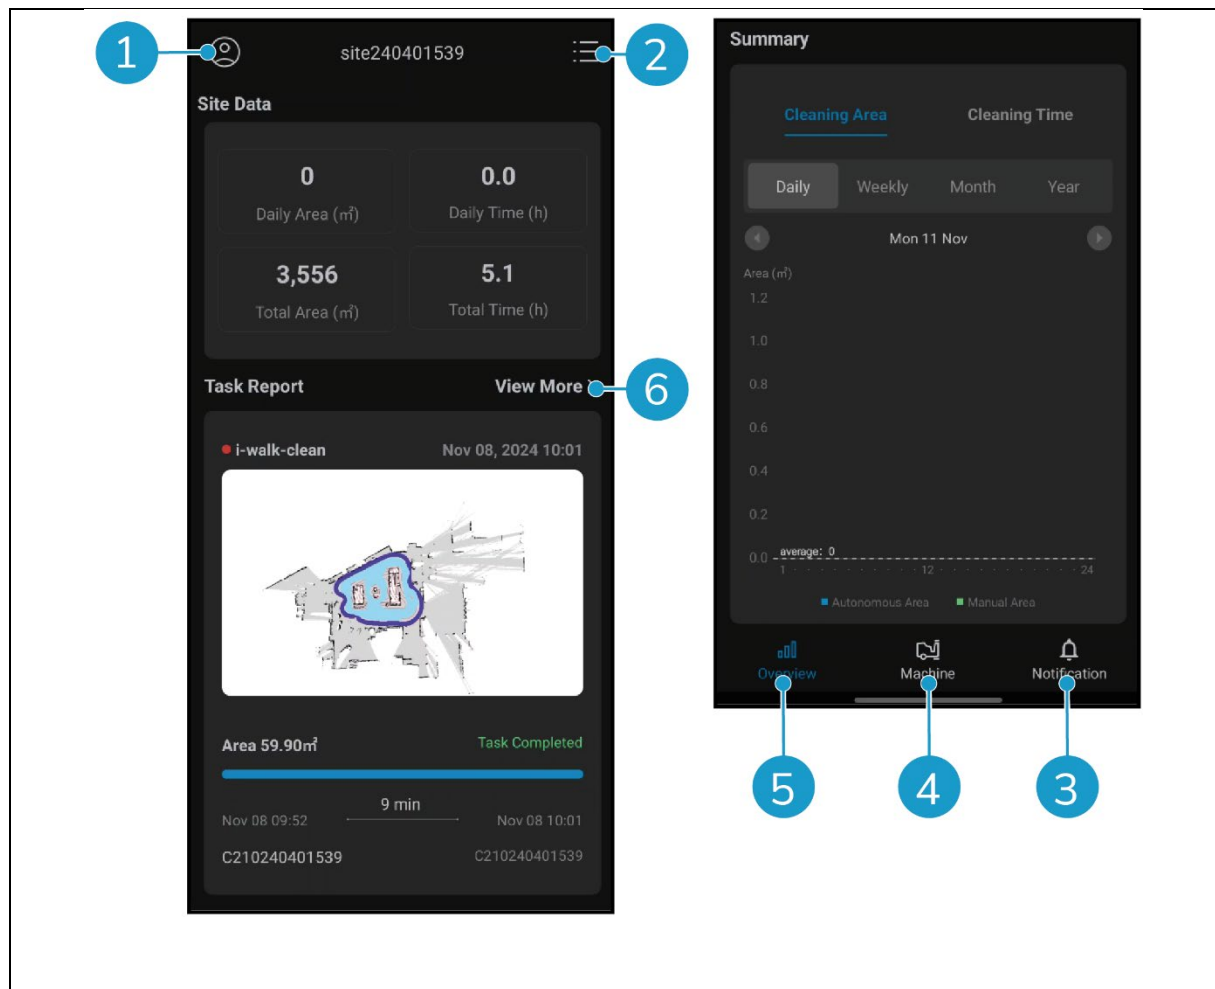 1
site240401539
2
Site Data
0
0.0
Daily Area (㎡)
Daily Time (h)
3,556
5.1
Total Area (㎡)
Total Time (h)
Task Report
View More
6
i-walk-clean
Nov 08, 2024 10:01
Area 59.90㎡
Task Completed
9 min
Nov 08 09:52
Nov 08 10:01
C210240401539
C210240401539
Summary
Cleaning Area
Cleaning Time
Daily
Weekly
Month
Year
Mon 11 Nov
Area (㎡)
1.2
1.0
0.8
0.6
0.4
0.2
0.0
average: 0
1
12
24
Autonomous Area
Manual Area
Overview
Machine
Notification
5
4
3